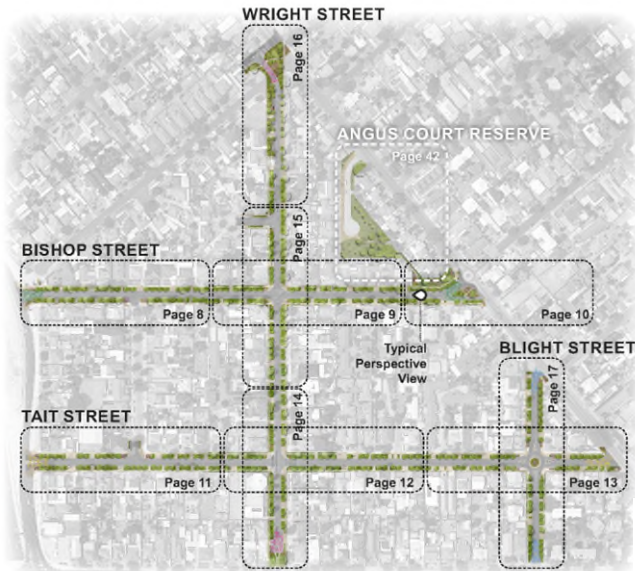 WRIGHT STREET
Page 16
ANGUS COURT RESERVE
Page 42
Page 15
BISHOP STREET
Page 8
Page 9
Page 10
Typical
Perspective
View
BLIGHT STREET
Page 17
Page 14
TAIT STREET
Page 11
Page 12
Page 13